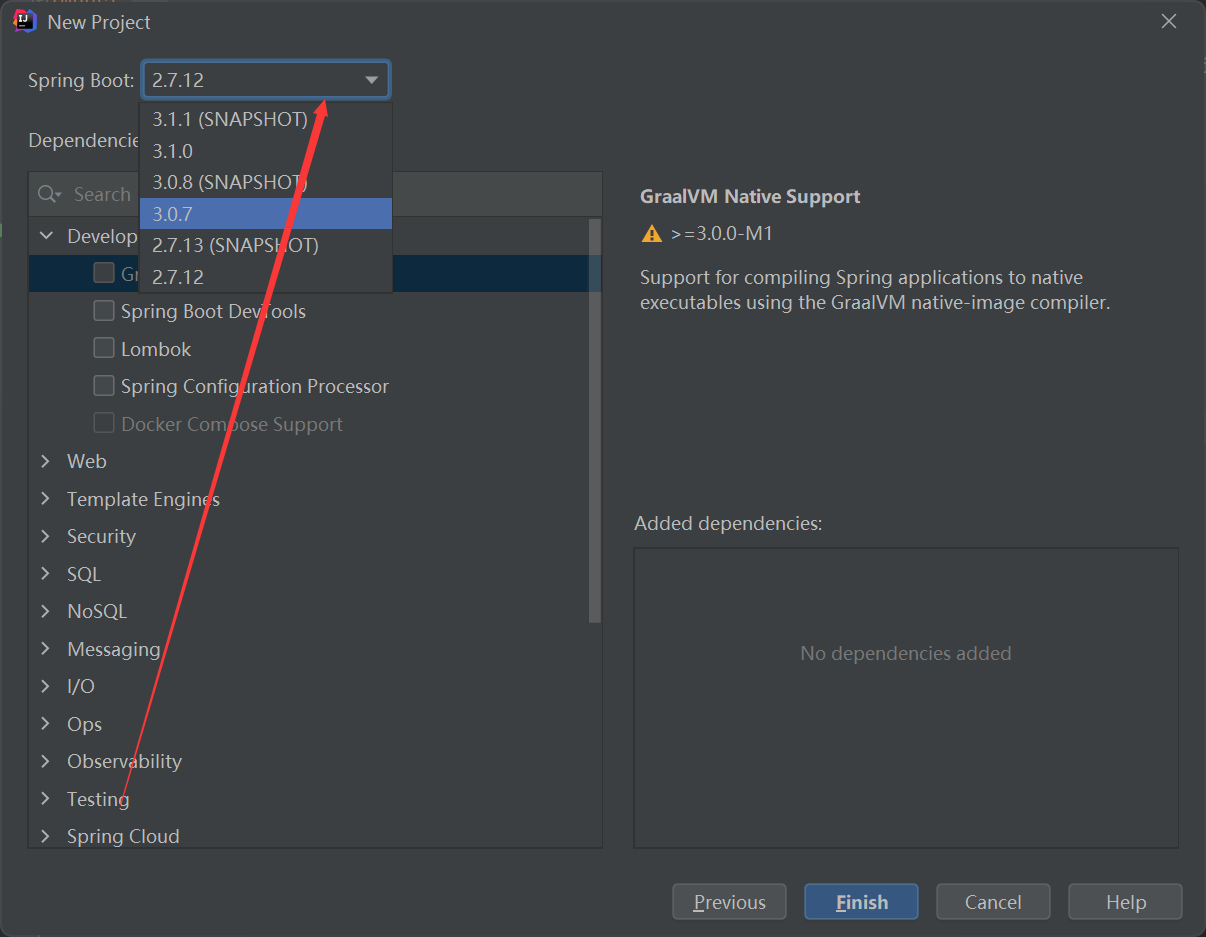 New Project
Spring Boot:
2.7.12
3.1.1 (SNAPSHOT)
3.1.0
3.0.8 (SNAPSHOT)
3.0.7
2.7.13 (SNAPSHOT)
2.7.12
Dependencie
Search
Develop
Gr
Spring Boot DevTools
Lombok
Spring Configuration Processor
Docker Compose Support
Web
Template Engines
Security
SQL
NoSQL
Messaging
I/O
Ops
Observability
Testing
Spring Cloud
GraalVM Native Support
>=3.0.0-M1
Support for compiling Spring applications to native
executables using the GraalVM native-image compiler.
Added dependencies:
No dependencies added
Previous
Finish
Cancel
Help